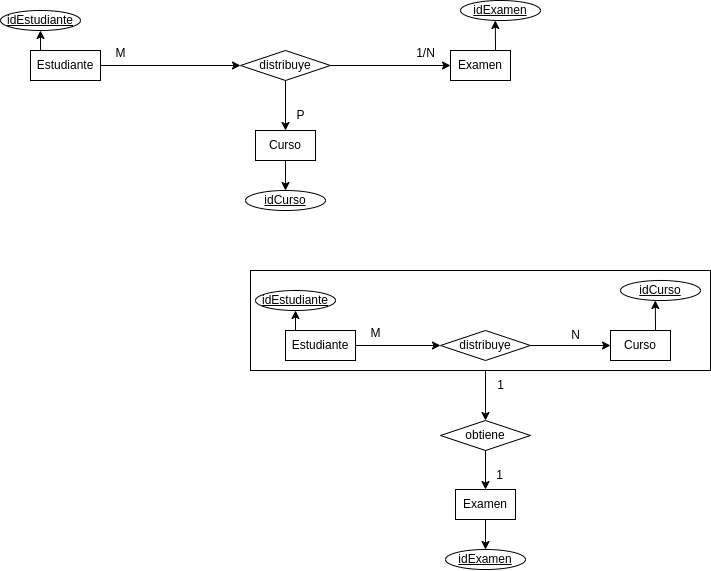 idExamen
idEstudiante
M
1/N
Estudiante
distribuye
Examen
P
Curso
idCurso
idCurso
idEstudiante
M
N
Estudiante
distribuye
Curso
1
obtiene
1
Examen
idExamen